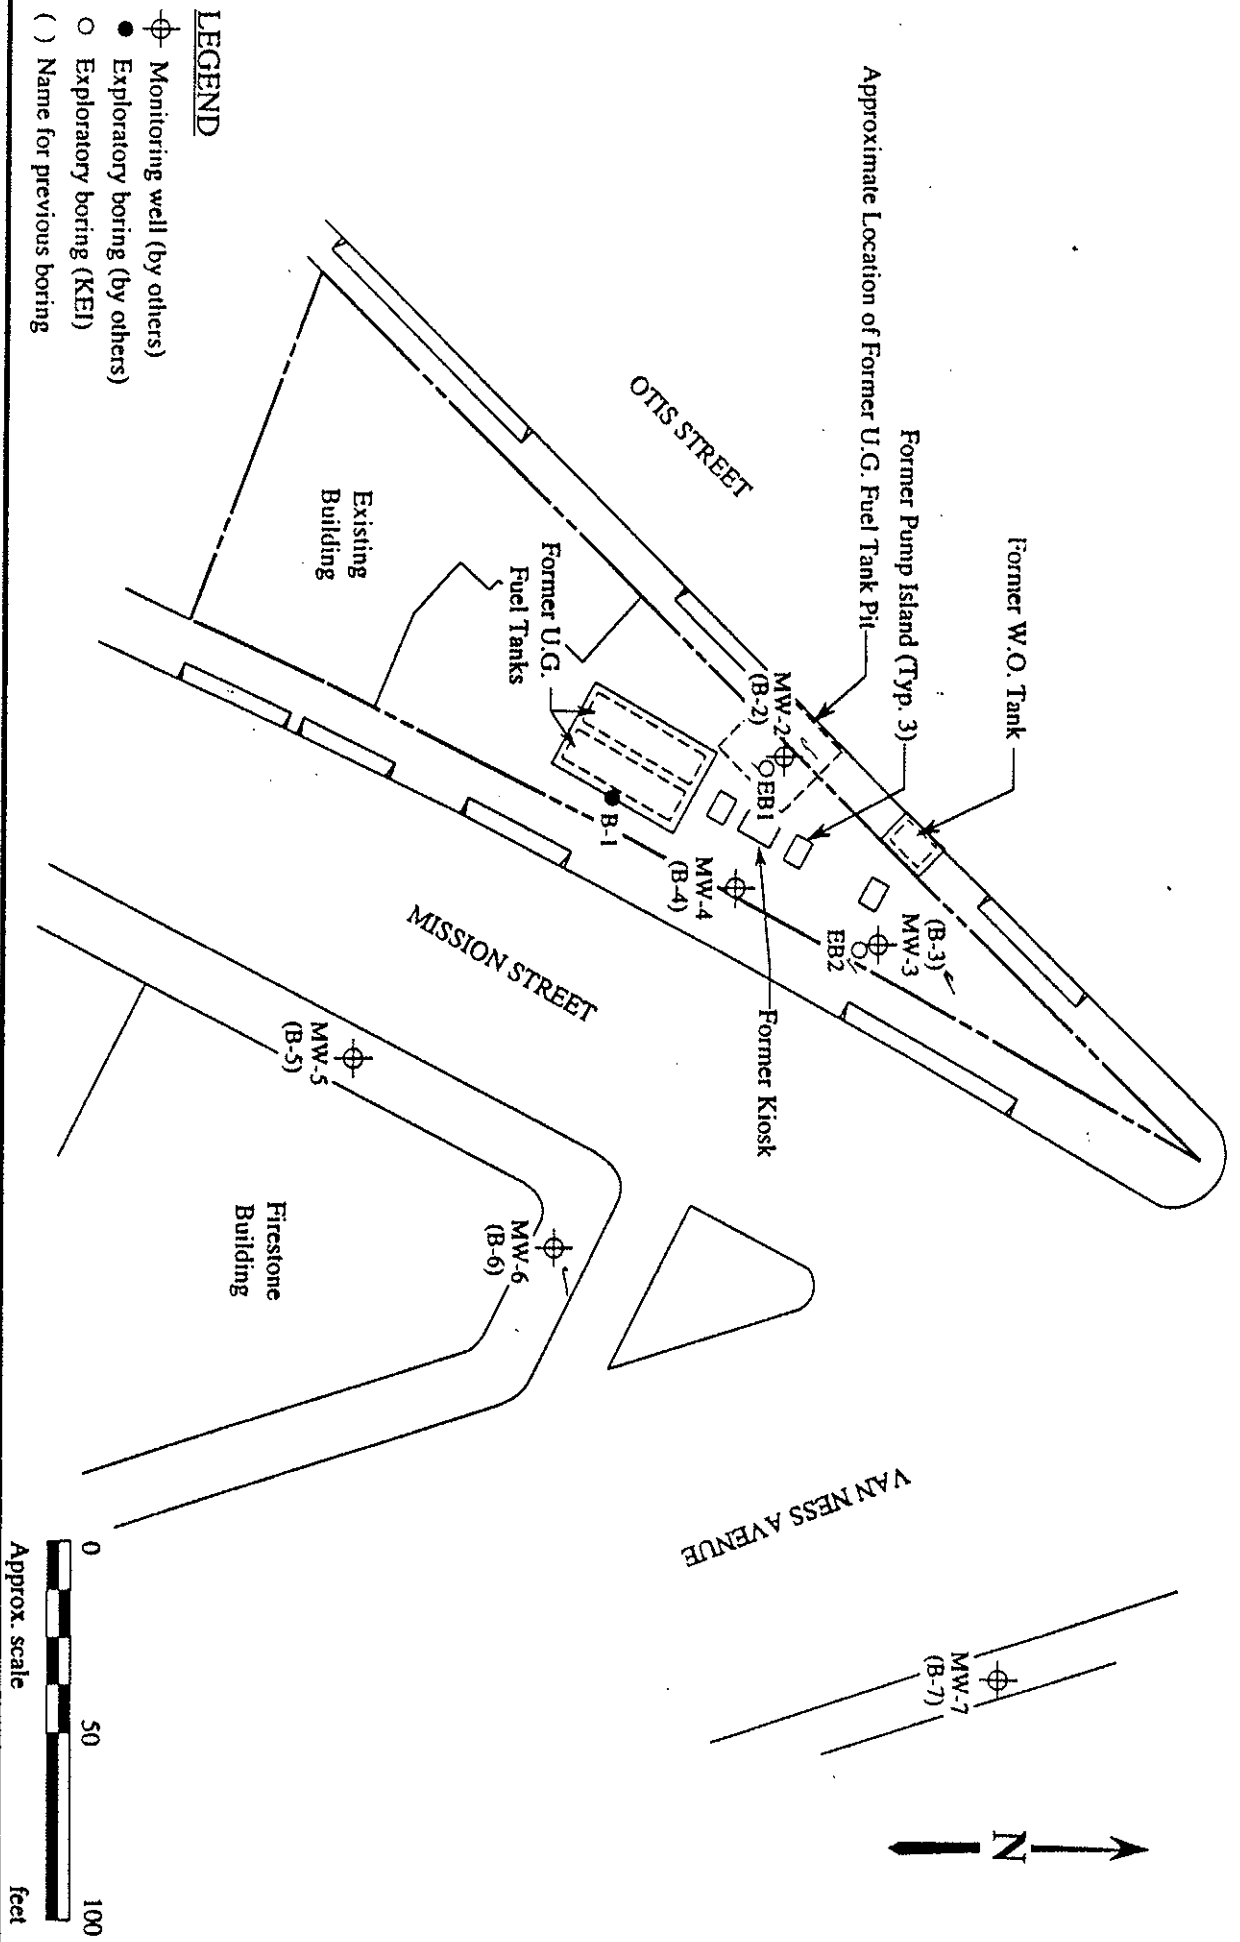 Former W.O. Tank
Former Pump Island (Typ. 3)
Approximate Location of Former U.G. Fuel Tank Pit
OTIS STREET
MW-2
(B-2)
EB1
(B-3)
MW-3
EB2
Former Kiosk
MW-4
(B-4)
B-1
Former U.G.
Fuel Tanks
Existing
Building
MISSION STREET
MW-5
(B-5)
MW-6
(B-6)
Firestone
Building
VAN NESS AVENUE
MW-7
(B-7)
N
LEGEND
Monitoring well (by others)
Exploratory boring (by others)
Exploratory boring (KEI)
( ) Name for previous boring
0 50 100
Approx. scale feet